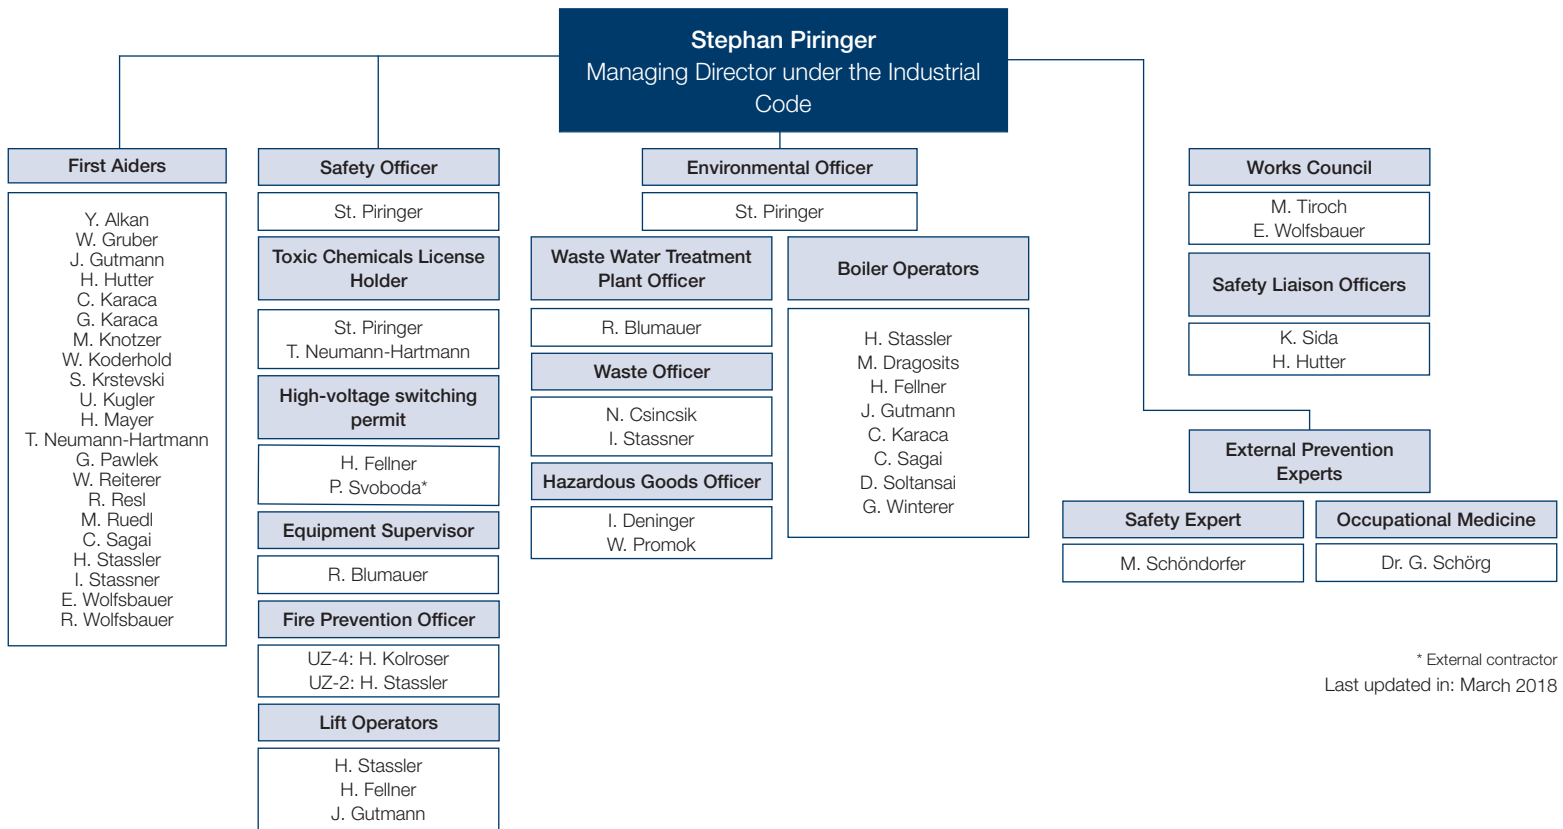 Stephan Piringer
Managing Director under the Industrial
Code
First Aiders
Y. Alkan
W. Gruber
J. Gutmann
H. Hutter
C. Karaca
G. Karaca
M. Knotzer
W. Koderhold
S. Krstevski
U. Kugler
H. Mayer
T. Neumann-Hartmann
G. Pawlek
W. Reiterer
R. Resl
M. Ruedl
C. Sagai
H. Stassler
I. Stassner
E. Wolfsbauer
R. Wolfsbauer
Safety Officer
St. Piringer
Toxic Chemicals License
Holder
St. Piringer
T. Neumann-Hartmann
High-voltage switching
permit
H. Fellner
P. Svoboda*
Equipment Supervisor
R. Blumauer
Fire Prevention Officer
UZ-4: H. Kolroser
UZ-2: H. Stassler
Lift Operators
H. Stassler
H. Fellner
J. Gutmann
Environmental Officer
St. Piringer
Waste Water Treatment
Plant Officer
R. Blumauer
Waste Officer
N. Csincsik
I. Stassner
Hazardous Goods Officer
I. Deninger
W. Promok
Boiler Operators
H. Stassler
M. Dragosits
H. Fellner
J. Gutmann
C. Karaca
C. Sagai
D. Soltansai
G. Winterer
Works Council
M. Tiroch
E. Wolfsbauer
Safety Liaison Officers
K. Sida
H. Hutter
External Prevention
Experts
Safety Expert
M. Schöndorfer
Occupational Medicine
Dr. G. Schörg
* External contractor
Last updated in: March 2018